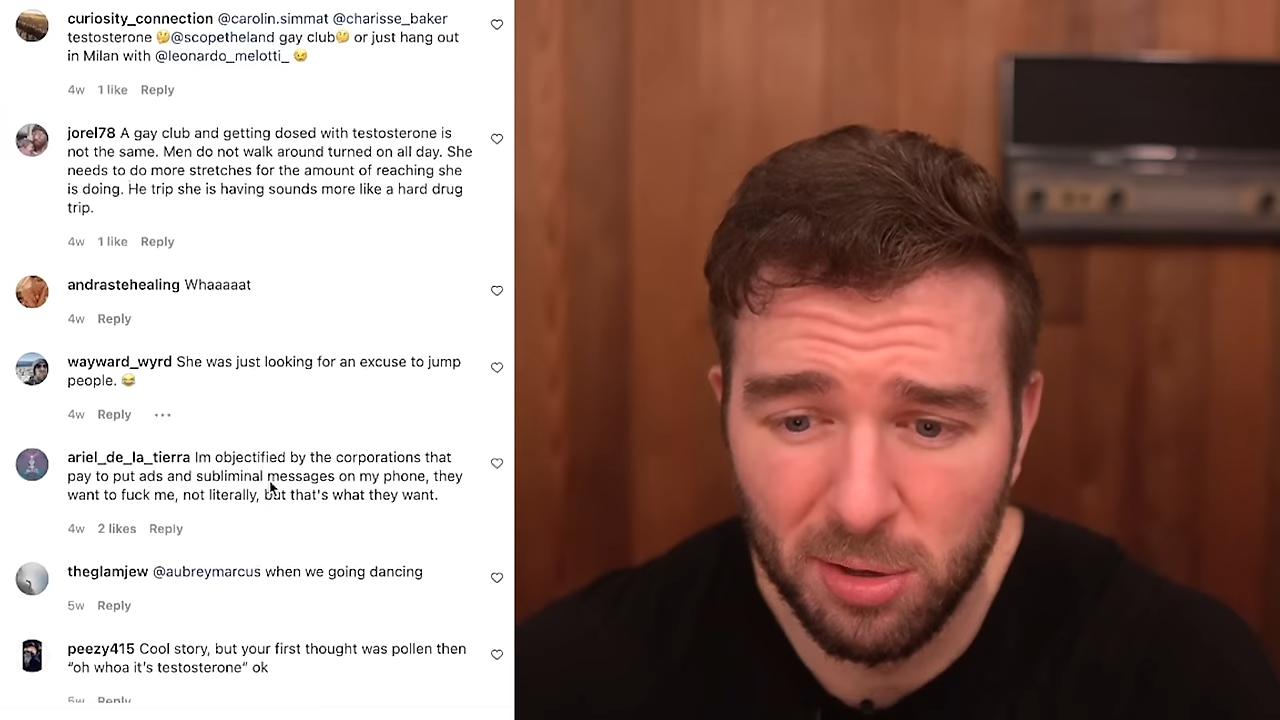 curiosity_connection @carolin.simmat @charisse_baker
testosterone 🤔@scopetheland gay club🤔 or just hang out
in Milan with @leonardo_melotti_ 😉
4w 1 like Reply
jorel78 A gay club and getting dosed with testosterone is
not the same. Men do not walk around turned on all day. She
needs to do more stretches for the amount of reaching she
is doing. He trip she is having sounds more like a hard drug
trip.
4w 1 like Reply
andrastehealing Whaaaaat
4w Reply
wayward_wyrd She was just looking for an excuse to jump
people. 😂
4w Reply ...
ariel_de_la_tierra Im objectified by the corporations that
pay to put ads and subliminal messages on my phone, they
want to fuck me, not literally, but that's what they want.
4w 2 likes Reply
theglamjew @aubreymarcus when we going dancing
5w Reply
peezy415 Cool story, but your first thought was pollen then
“oh whoa it's testosterone” ok
5w Reply